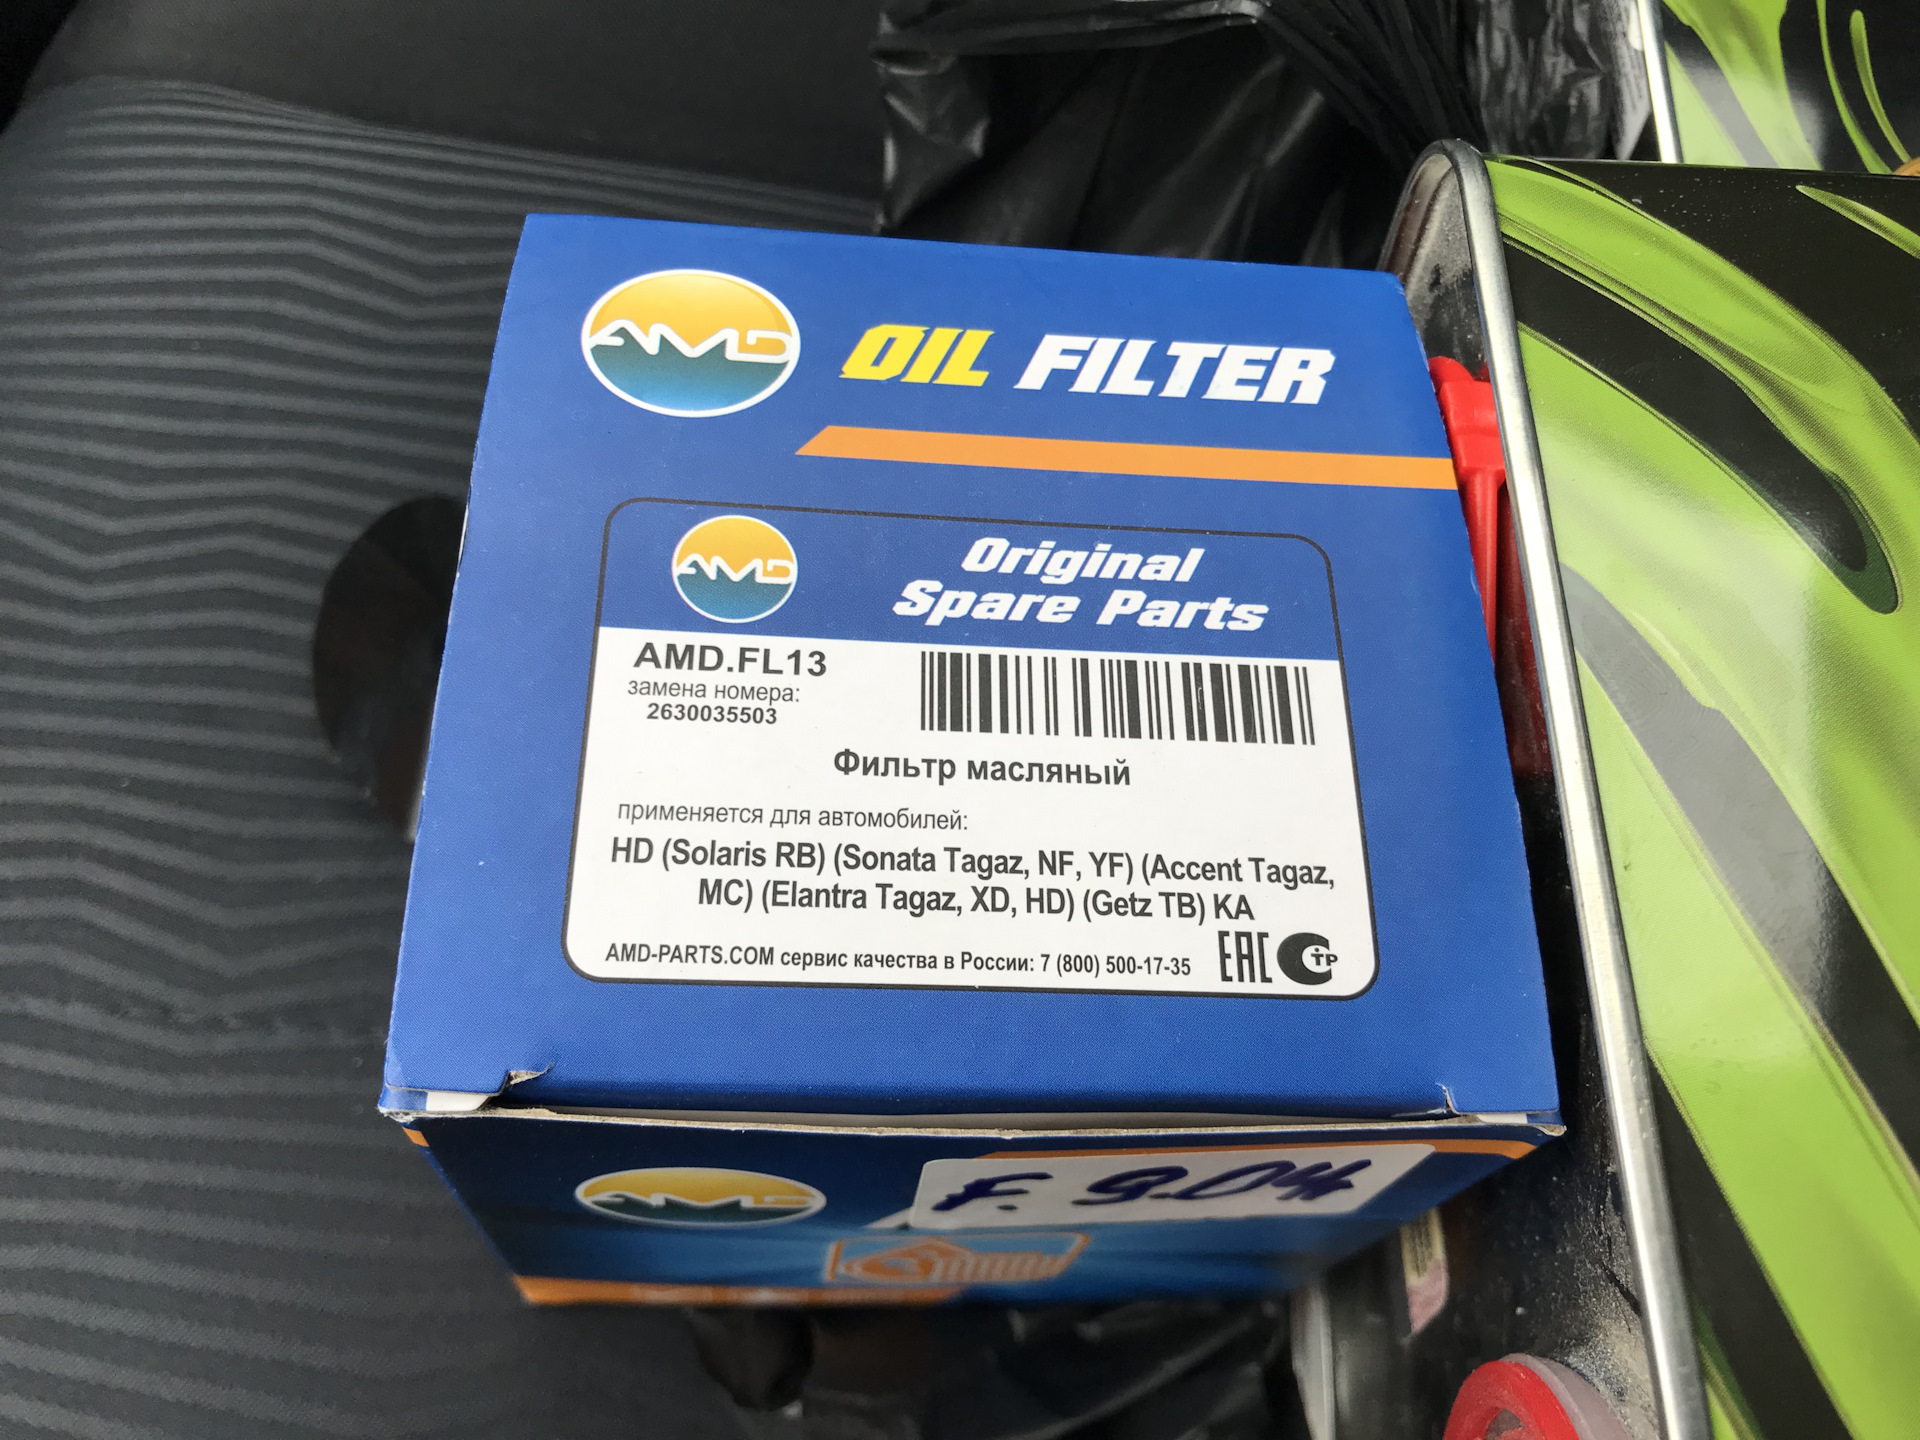 AMD
OIL FILTER
AMD
Original
Spare Parts
AMD.FL13
замена номера:
2630035503
Фильтр масляный
применяется для автомобилей:
HD (Solaris RB) (Sonata Tagaz, NF, YF) (Accent Tagaz,
MC) (Elantra Tagaz, XD, HD) (Getz TB) KA
AMD-PARTS.COM сервис качества в России: 7 (800) 500-17-35
EAC
С ТР
AMD
F. 9.04